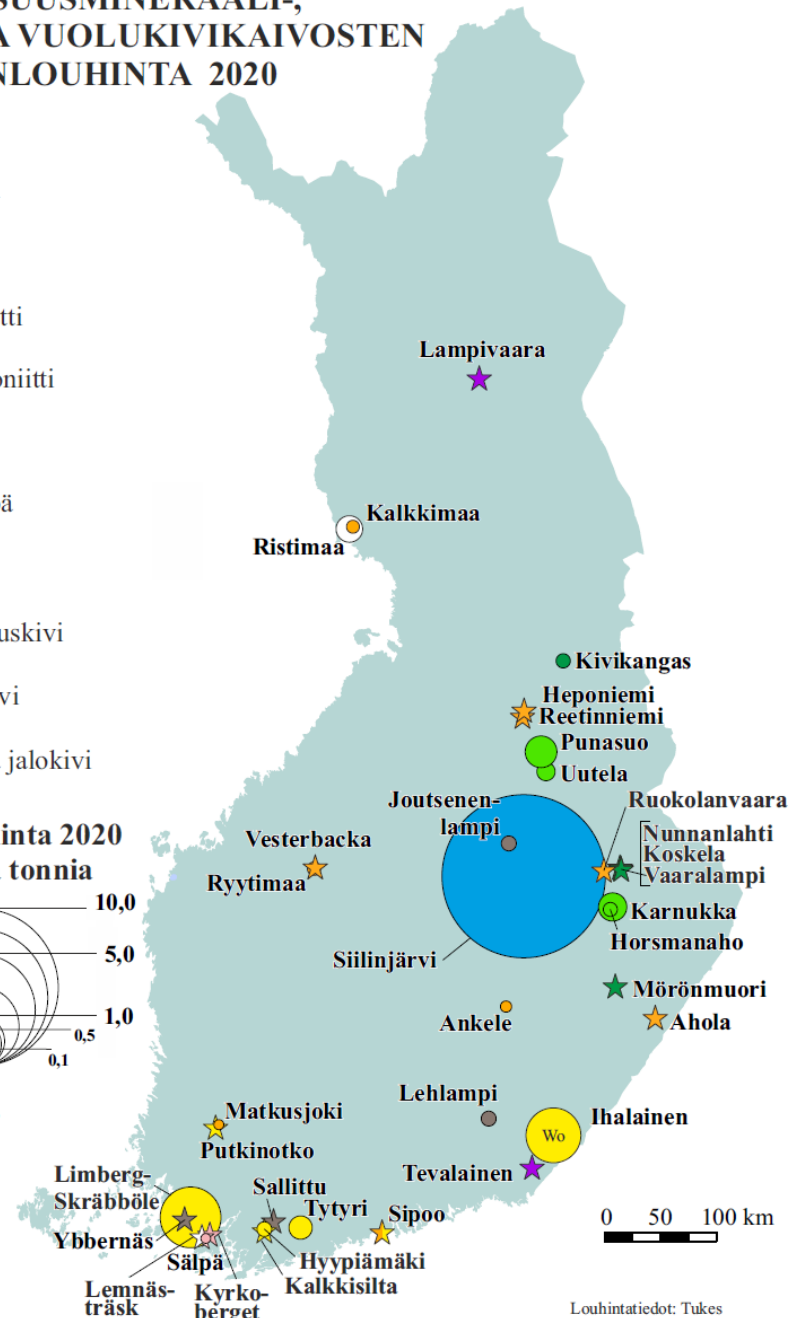 SUUSMINERAALI-,
A VUOLUKIVIKAIVOSTEN
NLOUHINTA 2020
tti
oniitti
ä
uskivi
vi
jalokivi
inta 2020
tonnia
10,0
5,0
1,0
0,5
0,1
Lampivaara
Kalkkimaa
Ristimaa
Kivikangas
Heponiemi
Reetinniemi
Punasuo
Uutela
Joutsenen-
lampi
Ruokolanvaara
Vesterbacka
Nunnanlahti
Koskela
Vaaralampi
Ryytimaa
Karnukka
Horsmanaho
Siilinjärvi
Mörönmuori
Ankele
Ahola
Lehlampi
Matkusjoki
Ihalainen
Wo
Putkinotko
Limberg-
Skräbböle
Tevalainen
Sallittu
Tytyri
Sipoo
0 50 100 km
Ybbernäs
Sälpä
Hyypiämäki
Kalkkisilta
Lemnäs-
träsk
Kyrko-
berget
Louhintatiedot: Tukes